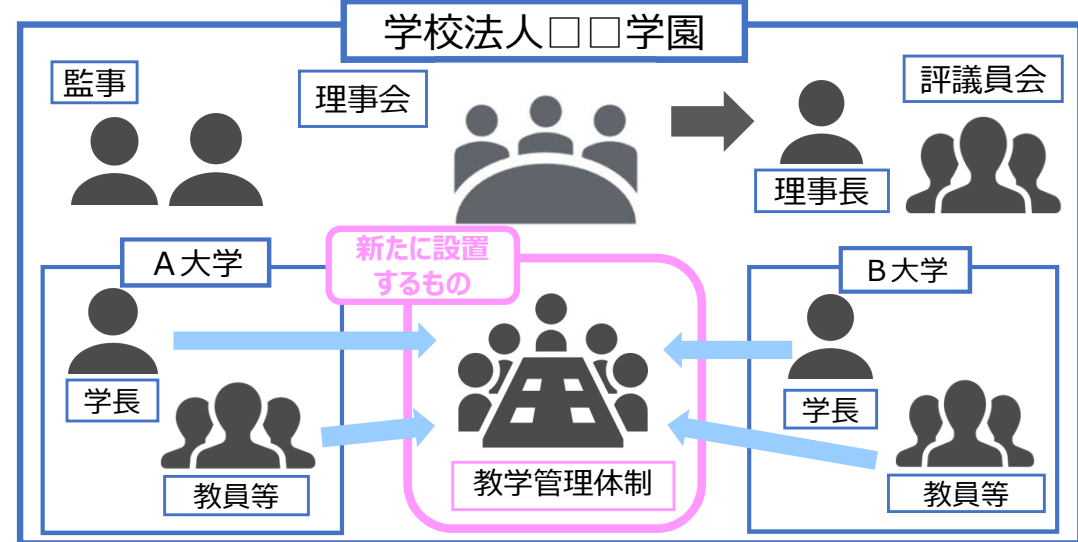 学校法人□□学園
監事
理事会
評議員会
理事長
A大学
新たに設置
するもの
B大学
学長
教員等
教学管理体制
学長
教員等